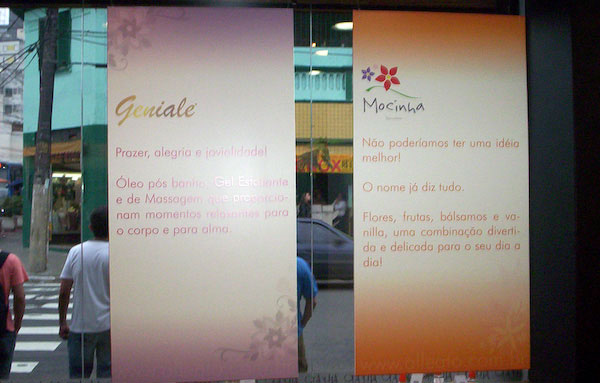 Geniale
Prazer, alegria e jovialidade!
Óleo pós banho, Gel Esfoliante
e de Massagem que proporcio-
nam momentos relaxantes para
o corpo e para alma.
Mocinha
Não poderíamos ter uma idéia
melhor!
O nome já diz tudo.
Flores, frutas, bálsamos e va-
nilla, uma combinação diverti-
da e delicada para o seu dia a
dia!